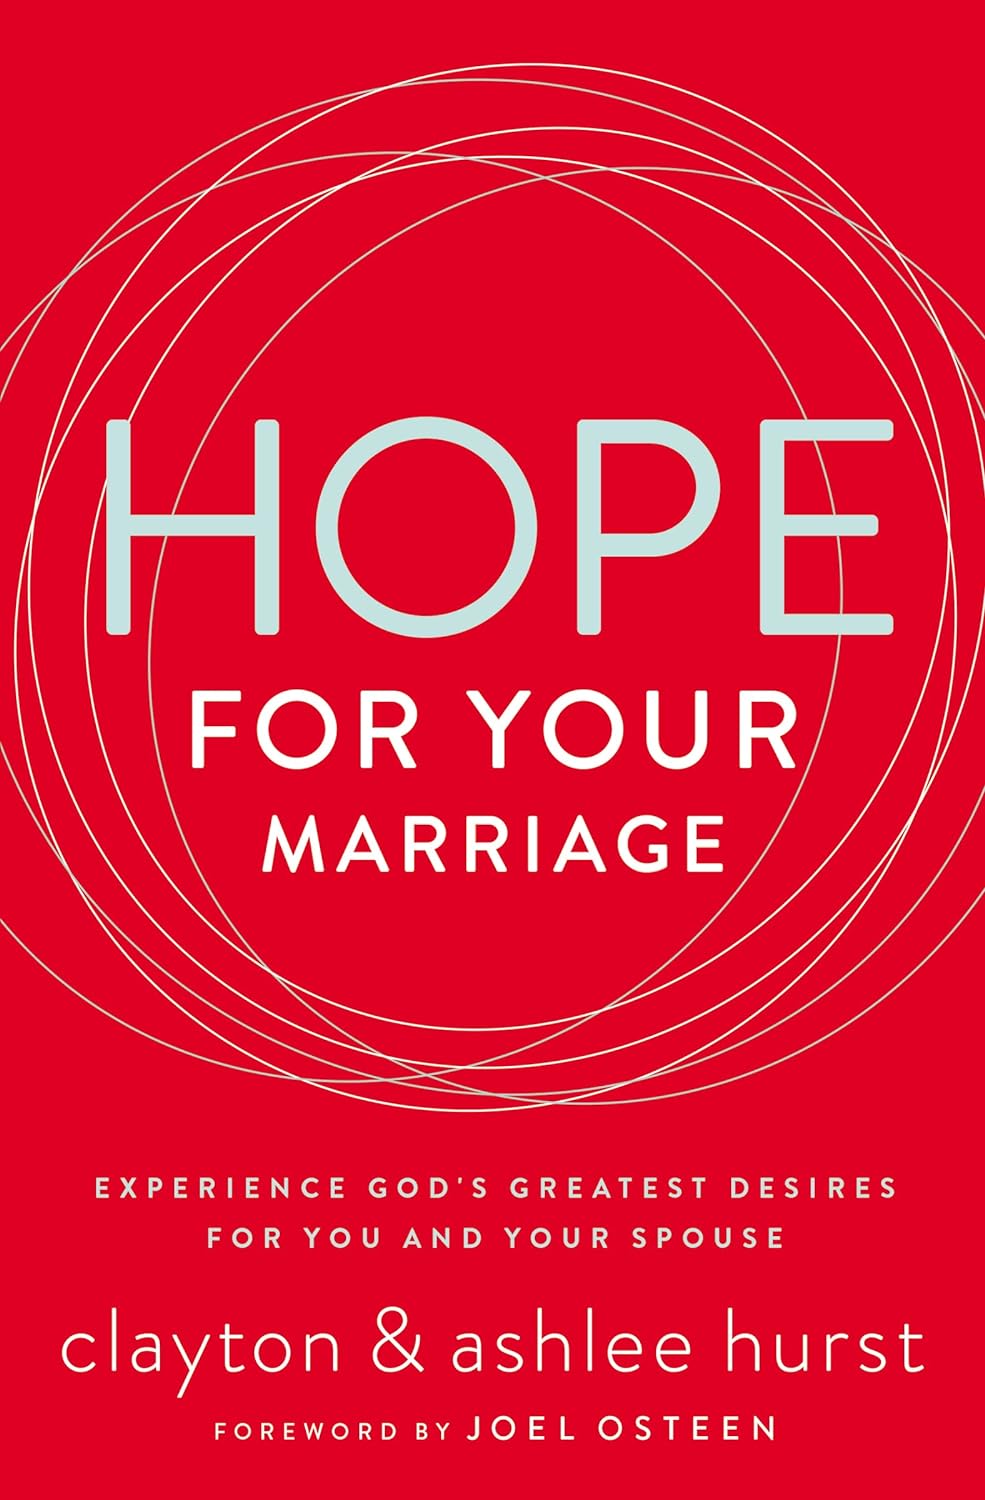 HOPE
FOR YOUR
MARRIAGE
EXPERIENCE GOD'S GREATEST DESIRES
FOR YOU AND YOUR SPOUSE
clayton & ashlee hurst
FOREWORD BY JOEL OSTEEN